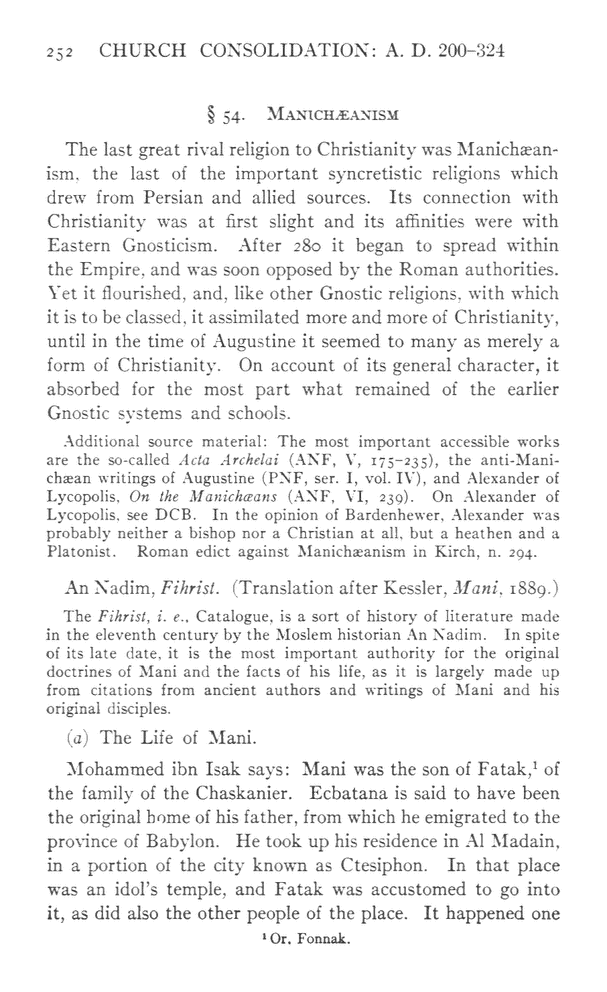 252 CHURCH CONSOLIDATION: A. D. 200–324
§ 54. MANICHÆANISM
The last great rival religion to Christianity was Manichæan-
ism, the last of the important syncretistic religions which
drew from Persian and allied sources. Its connection with
Christianity was at first slight and its affinities were with
Eastern Gnosticism. After 280 it began to spread within
the Empire, and was soon opposed by the Roman authorities.
Yet it flourished, and, like other Gnostic religions, with which
it is to be classed, it assimilated more and more of Christianity,
until in the time of Augustine it seemed to many as merely a
form of Christianity. On account of its general character, it
absorbed for the most part what remained of the earlier
Gnostic systems and schools.
Additional source material: The most important accessible works
are the so-called Acta Archelai (ANF, V, 175–235), the anti-Mani-
chæan writings of Augustine (PNF, ser. I, vol. IV), and Alexander of
Lycopolis, On the Manichæans (ANF, VI, 239). On Alexander of
Lycopolis, see DCB. In the opinion of Bardenhewer, Alexander was
probably neither a bishop nor a Christian at all, but a heathen and a
Platonist. Roman edict against Manichæanism in Kirch, n. 294.
An Nadim, Fihrist. (Translation after Kessler, Mani, 1889.)
The Fihrist, i. e., Catalogue, is a sort of history of literature made
in the eleventh century by the Moslem historian An Nadim. In spite
of its late date, it is the most important authority for the original
doctrines of Mani and the facts of his life, as it is largely made up
from citations from ancient authors and writings of Mani and his
original disciples.
(a) The Life of Mani.
Mohammed ibn Isak says: Mani was the son of Fatak,¹ of
the family of the Chaskanier. Ecbatana is said to have been
the original home of his father, from which he emigrated to the
province of Babylon. He took up his residence in Al Madain,
in a portion of the city known as Ctesiphon. In that place
was an idol's temple, and Fatak was accustomed to go into
it, as did also the other people of the place. It happened one
¹ Or, Fonnak.